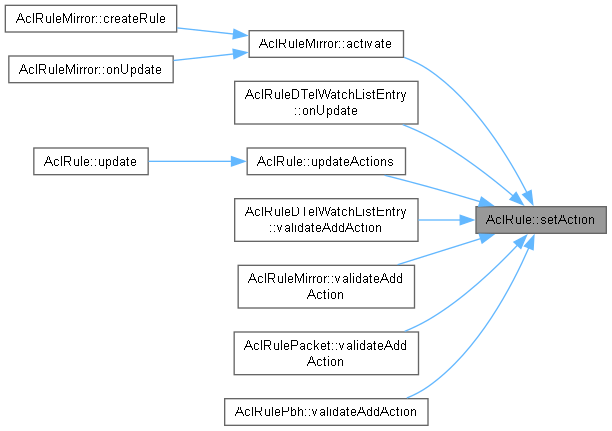 AclRuleMirror::createRule
AclRuleMirror::activate
AclRuleMirror::onUpdate
AclRuleDTelWatchListEntry
::onUpdate
AclRule::update
AclRule::updateActions
AclRuleDTelWatchListEntry
::validateAddAction
AclRule::setAction
AclRuleMirror::validateAdd
Action
AclRulePacket::validateAdd
Action
AclRulePbh::validateAddAction